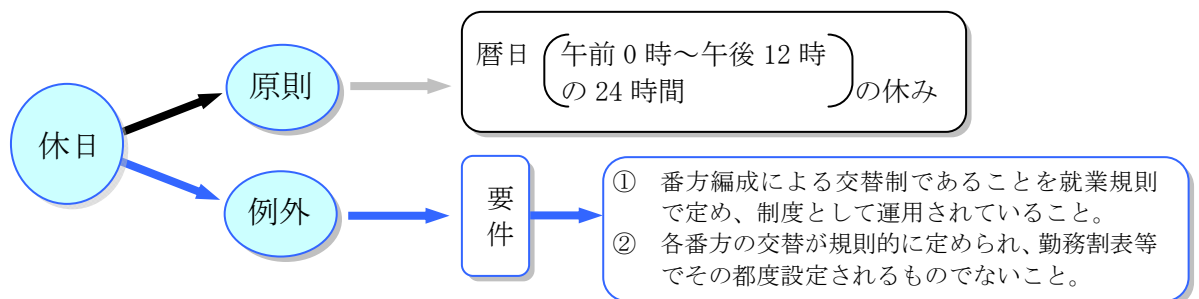 休日
原則
暦日 午前 0 時～午後 12 時
の 24 時間 の休み
例外
要件
① 番方編成による交替制であることを就業規則
で定め、制度として運用されていること。
② 各番方の交替が規則的に定められ、勤務割表等
でその都度設定されるものでないこと。